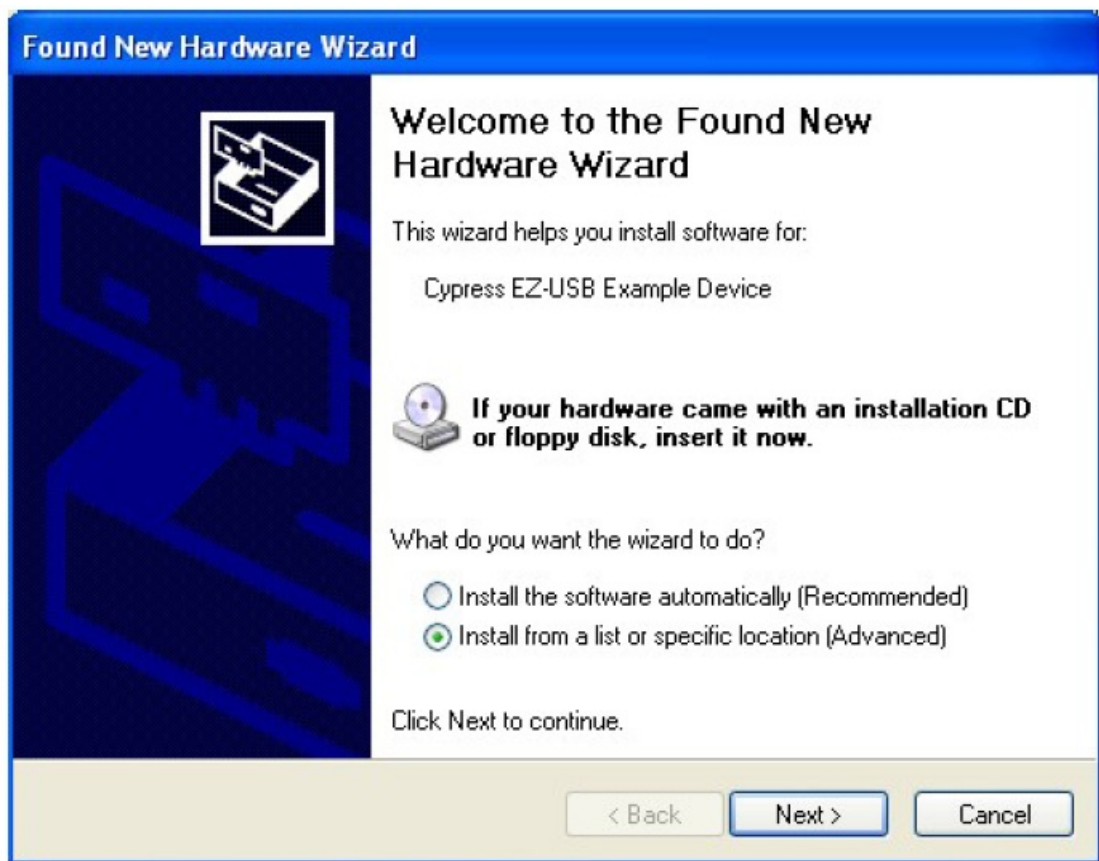 Found New Hardware Wizard
Welcome to the Found New
Hardware Wizard
This wizard helps you install software for:
Cypress EZ-USB Example Device
If your hardware came with an installation CD
or floppy disk, insert it now.
What do you want the wizard to do?
Install the software automatically (Recommended)
Install from a list or specific location (Advanced)
Click Next to continue.
< Back Next > Cancel